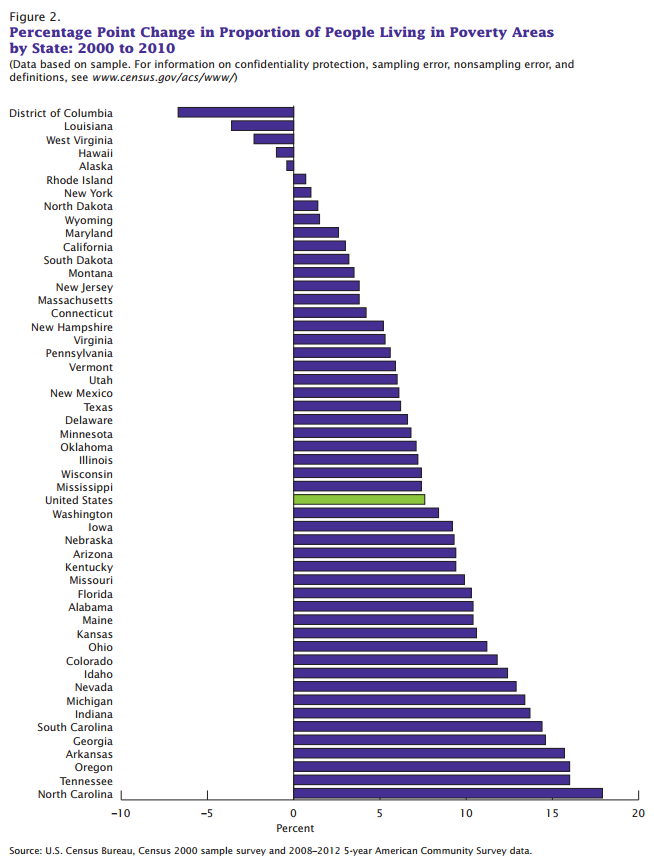 Figure 2.
Percentage Point Change in Proportion of People Living in Poverty Areas
by State: 2000 to 2010
(Data based on sample. For information on confidentiality protection, sampling error, nonsampling error, and
definitions, see www.census.gov/acs/www/)
District of Columbia
Louisiana
West Virginia
Hawaii
Alaska
Rhode Island
New York
North Dakota
Wyoming
Maryland
California
South Dakota
Montana
New Jersey
Massachusetts
Connecticut
New Hampshire
Virginia
Pennsylvania
Vermont
Utah
New Mexico
Texas
Delaware
Minnesota
Oklahoma
Illinois
Wisconsin
Mississippi
United States
Washington
Iowa
Nebraska
Arizona
Kentucky
Missouri
Florida
Alabama
Maine
Kansas
Ohio
Colorado
Idaho
Nevada
Michigan
Indiana
South Carolina
Georgia
Arkansas
Oregon
Tennessee
North Carolina
−10 −5 0 5 10 15 20
Percent
Source: U.S. Census Bureau, Census 2000 sample survey and 2008–2012 5-year American Community Survey data.